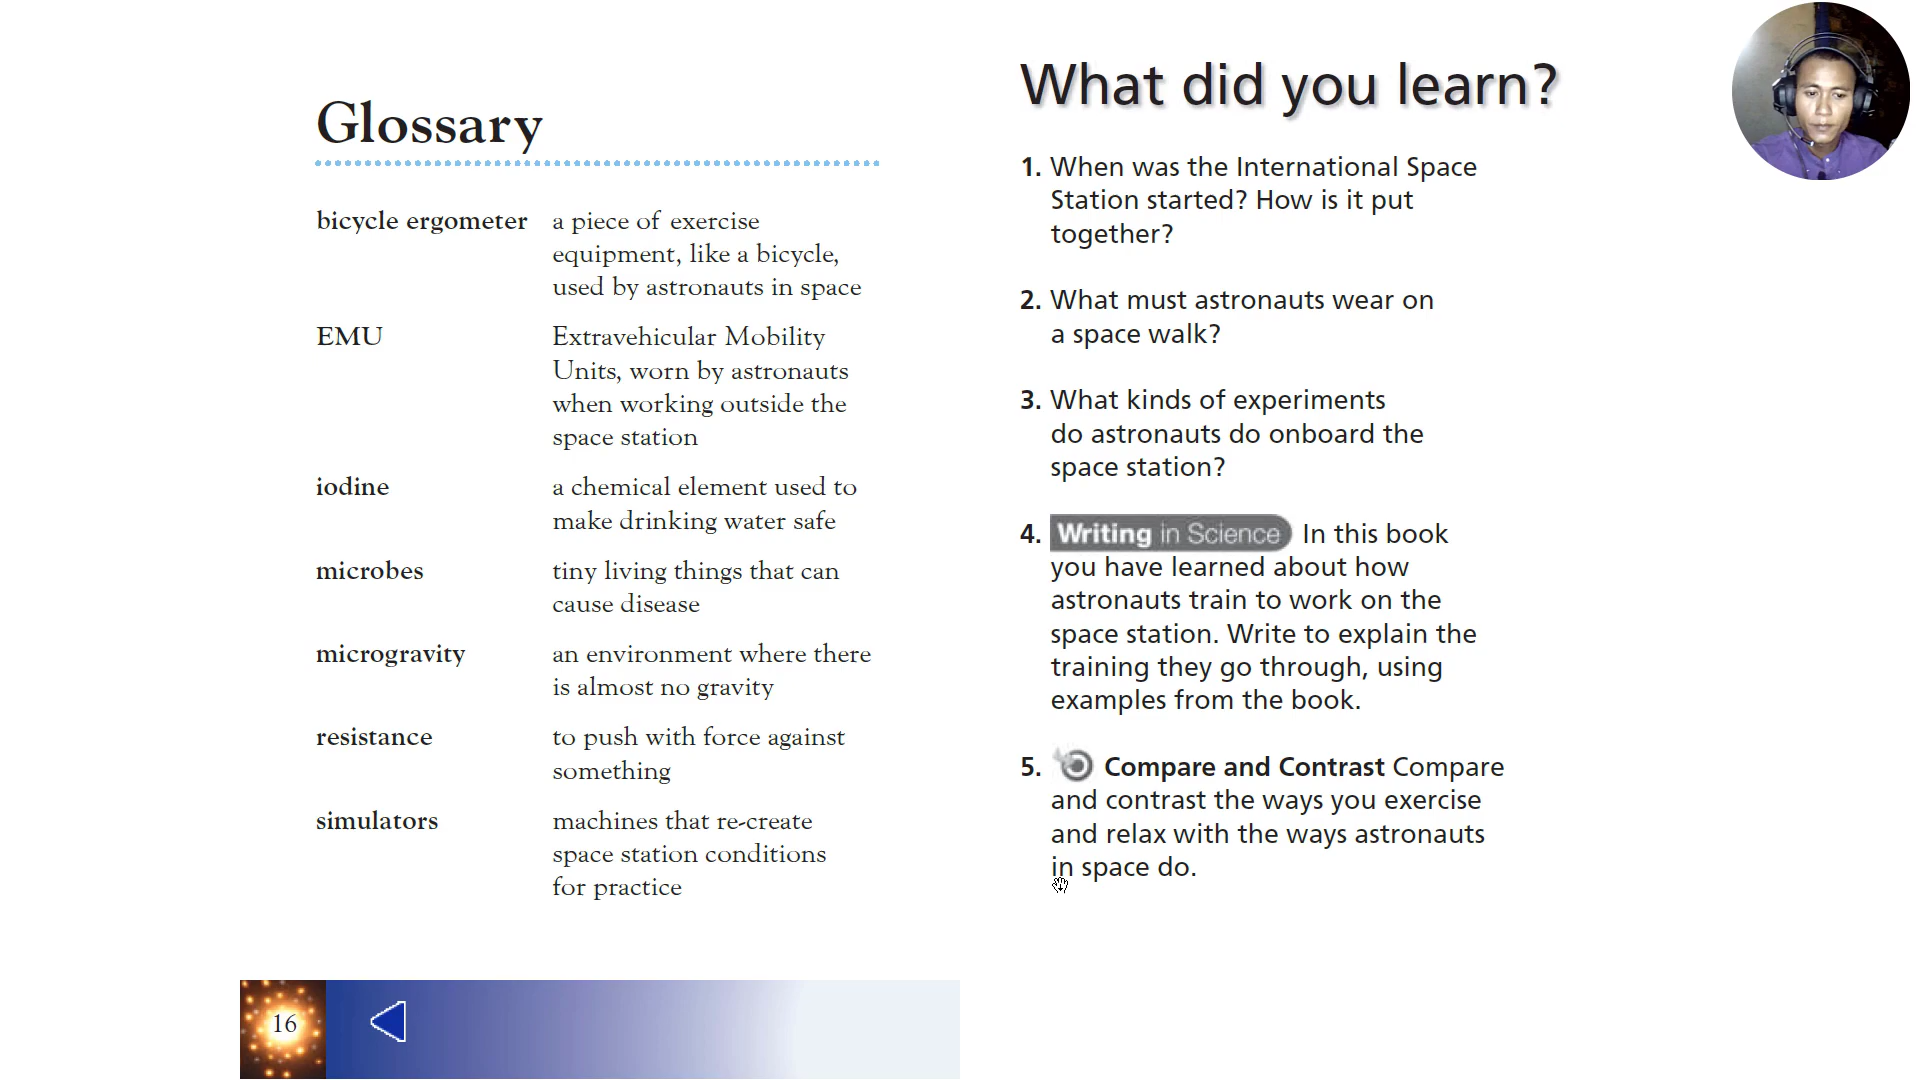 Glossary
bicycle ergometer a piece of exercise
equipment, like a bicycle,
used by astronauts in space
EMU Extravehicular Mobility
Units, worn by astronauts
when working outside the
space station
iodine a chemical element used to
make drinking water safe
microbes tiny living things that can
cause disease
microgravity an environment where there
is almost no gravity
resistance to push with force against
something
simulators machines that re-create
space station conditions
for practice
16
What did you learn?
1. When was the International Space
Station started? How is it put
together?
2. What must astronauts wear on
a space walk?
3. What kinds of experiments
do astronauts do onboard the
space station?
4. Writing in Science In this book
you have learned about how
astronauts train to work on the
space station. Write to explain the
training they go through, using
examples from the book.
5. Compare and Contrast Compare
and contrast the ways you exercise
and relax with the ways astronauts
in space do.